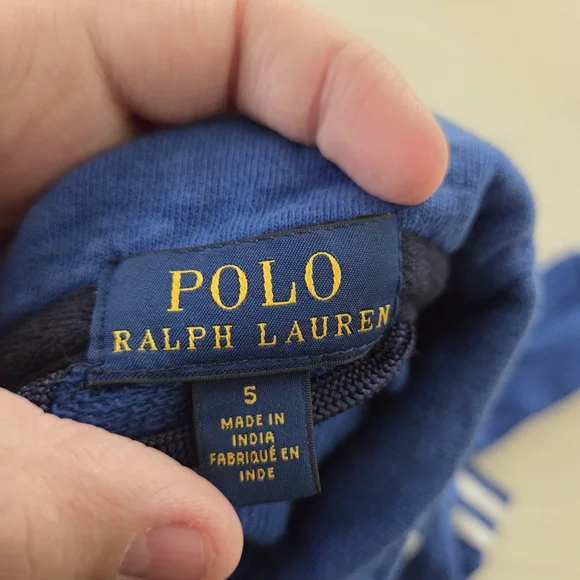 POLO
RALPH LAUREN
5
MADE IN
INDIA
FABRIQUÉ EN
INDE